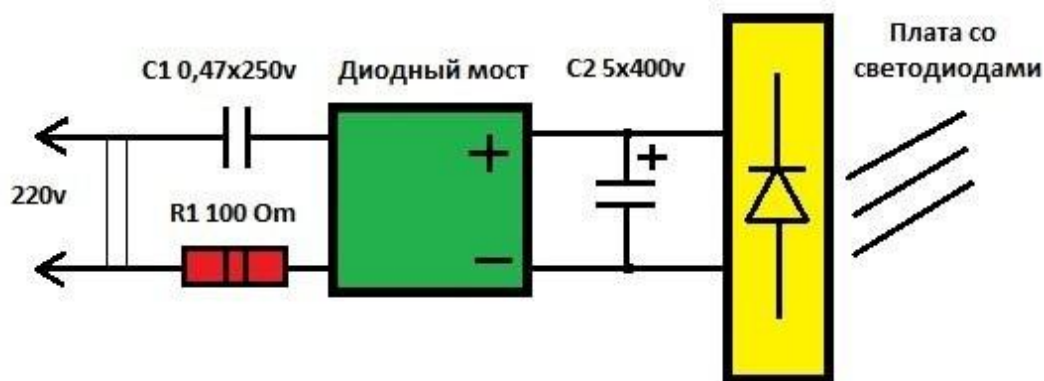 C1 0,47x250v
Диодный мост
C2 5x400v
Плата со
светодиодами
220v
R1 100 Om
+
+
−